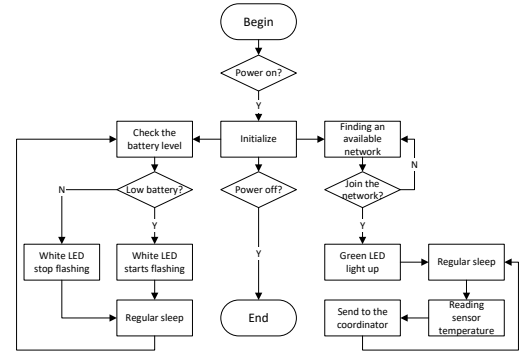 Begin
Power on?
Y
Check the
battery level
Initialize
Finding an
available
network
N
Low battery?
Power off?
Join the
network?
N
Y
Y
Y
White LED
stop flashing
White LED
starts flashing
Green LED
light up
Regular sleep
Regular sleep
End
Send to the
coordinator
Reading
sensor
temperature